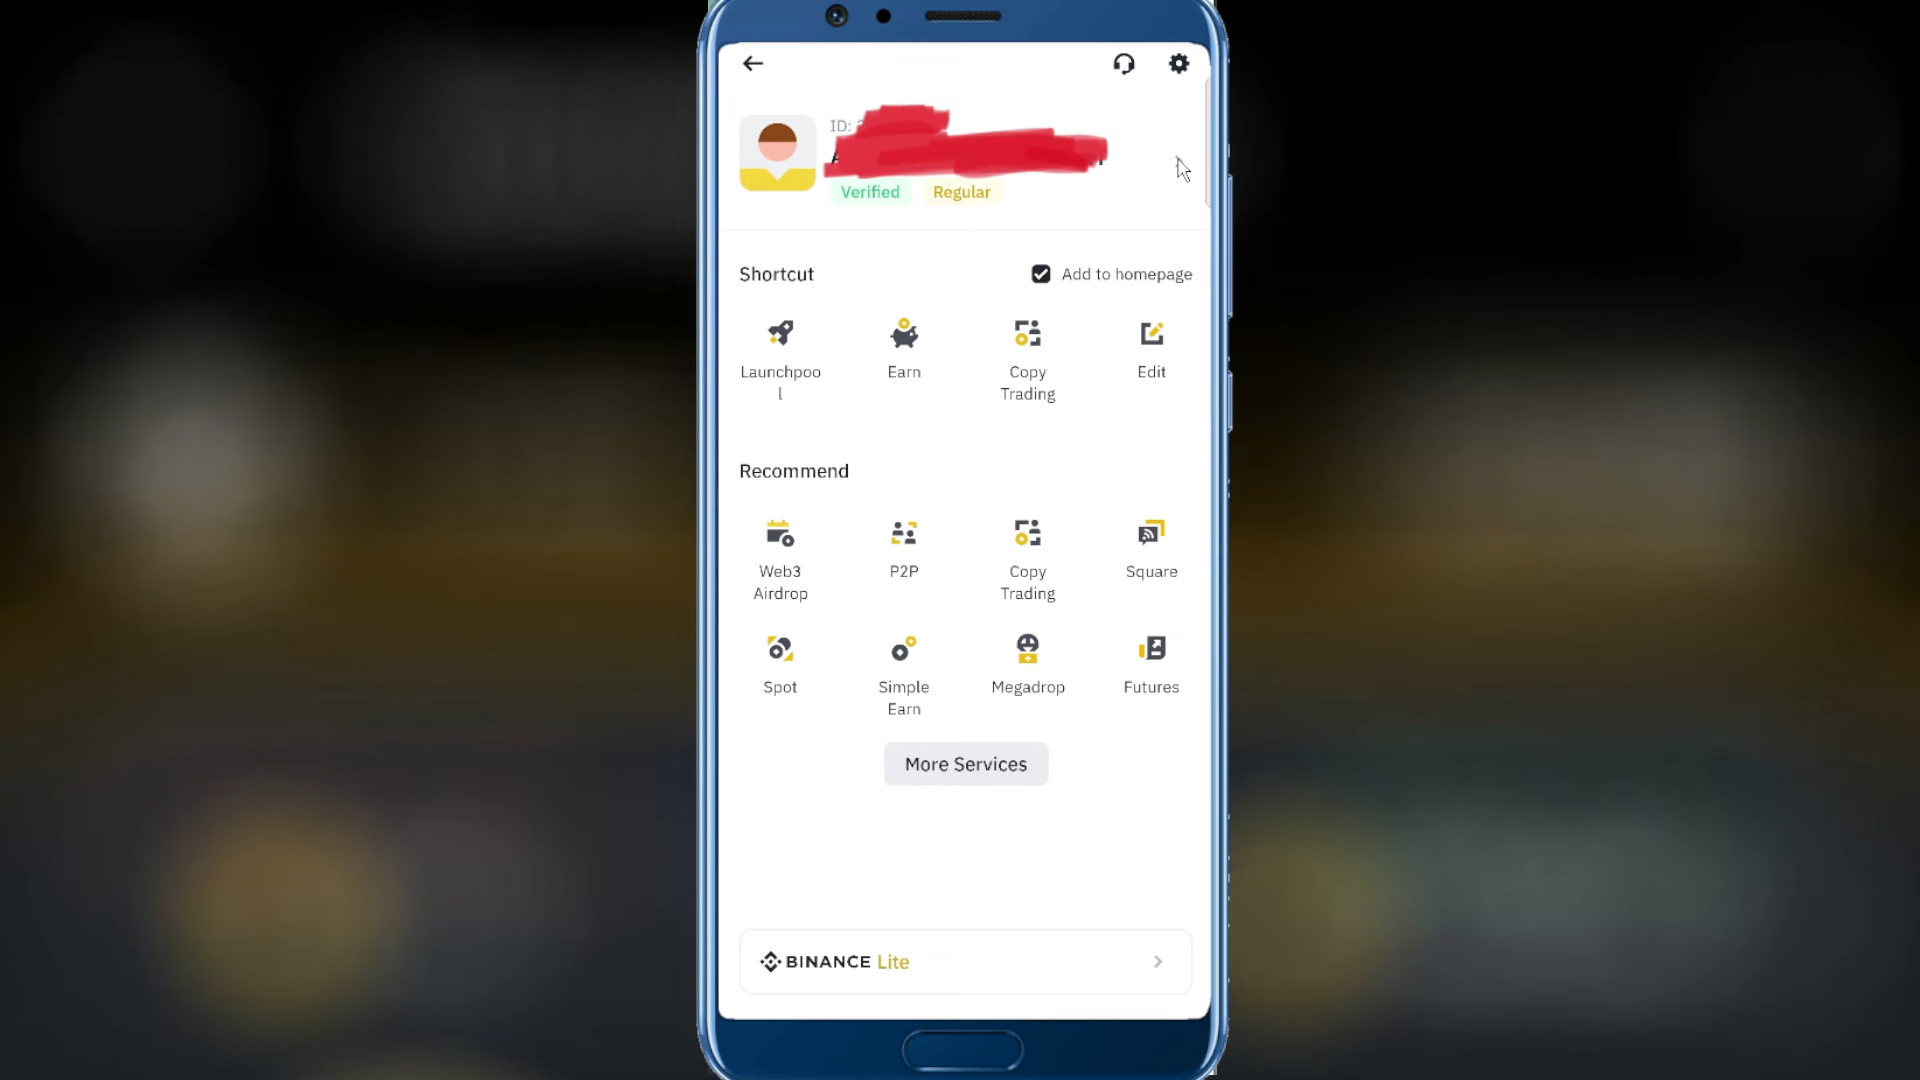 ID:
Verified Regular
Shortcut
Add to homepage
Launchpoo
l
Earn
Copy
Trading
Edit
Recommend
Web3
Airdrop
P2P
Copy
Trading
Square
Spot
Simple
Earn
Megadrop
Futures
More Services
BINANCE Lite